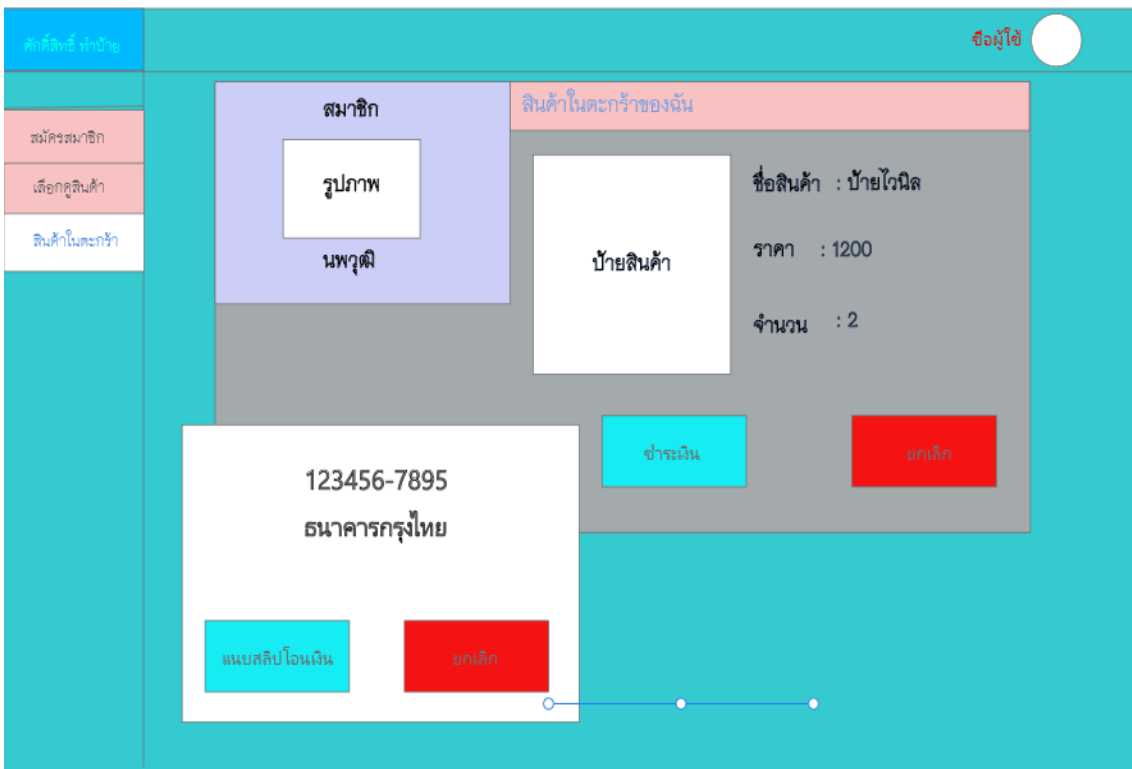 ศักดิ์สิทธิ์ ทำป้าย
ชื่อผู้ใช้
สมัครสมาชิก
เลือกดูสินค้า
สินค้าในตะกร้า
สมาชิก
รูปภาพ
นพวุฒิ
สินค้าในตะกร้าของฉัน
ป้ายสินค้า
ชื่อสินค้า : ป้ายไวนิล
ราคา : 1200
จำนวน : 2
ชำระเงิน
ยกเลิก
123456-7895
ธนาคารกรุงไทย
แนบสลิปโอนเงิน
ยกเลิก